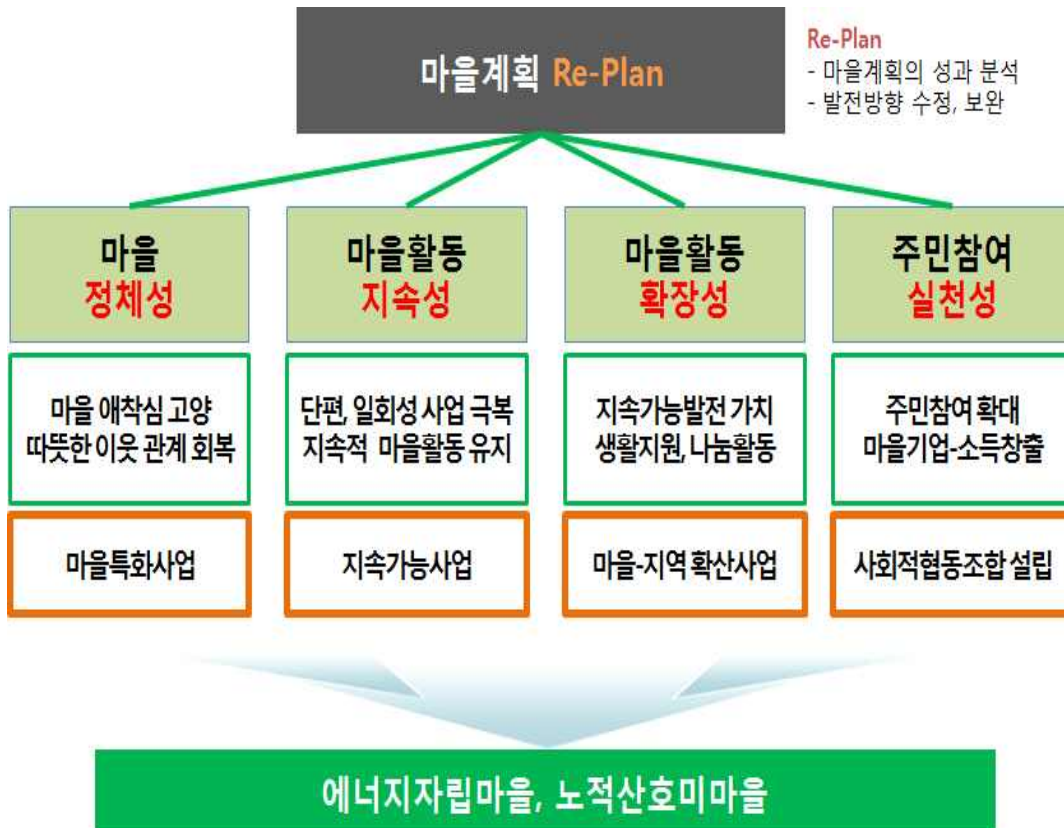 마을계획 Re-Plan
Re-Plan
- 마을계획의 성과 분석
- 발전방향 수정, 보완
마을
정체성
마을활동
지속성
마을활동
확장성
주민참여
실천성
마을 애착심 고양
따뜻한 이웃 관계 회복
단편, 일회성 사업 극복
지속적 마을활동 유지
지속가능발전 가치
생활지원, 나눔활동
주민참여 확대
마을기업-소득창출
마을특화사업
지속가능사업
마을-지역 확산사업
사회적협동조합 설립
에너지자립마을, 노적산호미마을